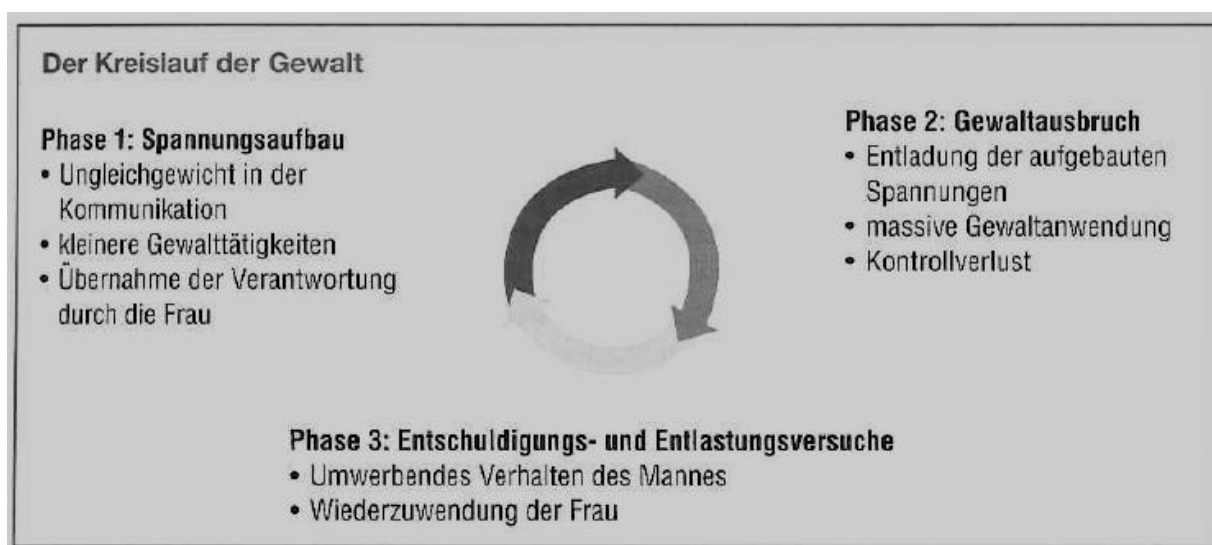 Der Kreislauf der Gewalt
Phase 1: Spannungsaufbau
• Ungleichgewicht in der
Kommunikation
• kleinere Gewalttätigkeiten
• Übernahme der Verantwortung
durch die Frau
Phase 2: Gewaltausbruch
• Entladung der aufgebauten
Spannungen
• massive Gewaltanwendung
• Kontrollverlust
Phase 3: Entschuldigungs- und Entlastungsversuche
• Umwerbendes Verhalten des Mannes
• Wiederzuwendung der Frau